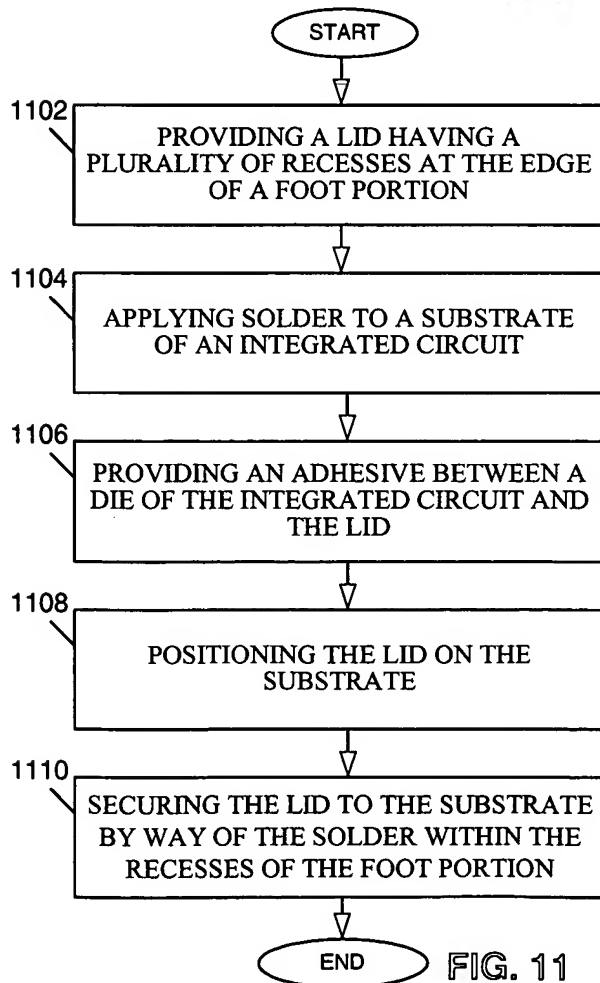 START
1102
PROVIDING A LID HAVING A
PLURALITY OF RECESSES AT THE EDGE
OF A FOOT PORTION
1104
APPLYING SOLDER TO A SUBSTRATE
OF AN INTEGRATED CIRCUIT
1106
PROVIDING AN ADHESIVE BETWEEN A
DIE OF THE INTEGRATED CIRCUIT AND
THE LID
1108
POSITIONING THE LID ON THE
SUBSTRATE
1110
SECURING THE LID TO THE SUBSTRATE
BY WAY OF THE SOLDER WITHIN THE
RECESSES OF THE FOOT PORTION
END
FIG. 11